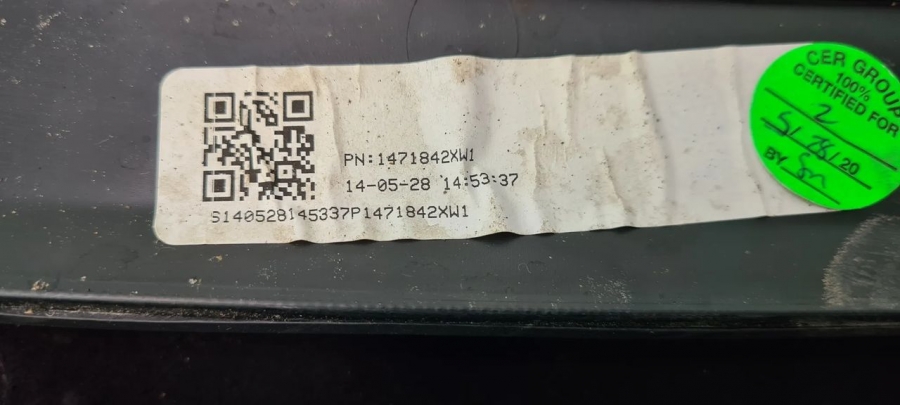 PN:1471842XW1
14-05-28 14:53:37
S140528145337P1471842XW1
CER GROUP
100%
CERTIFIED FOR
2
5/28/20
BY